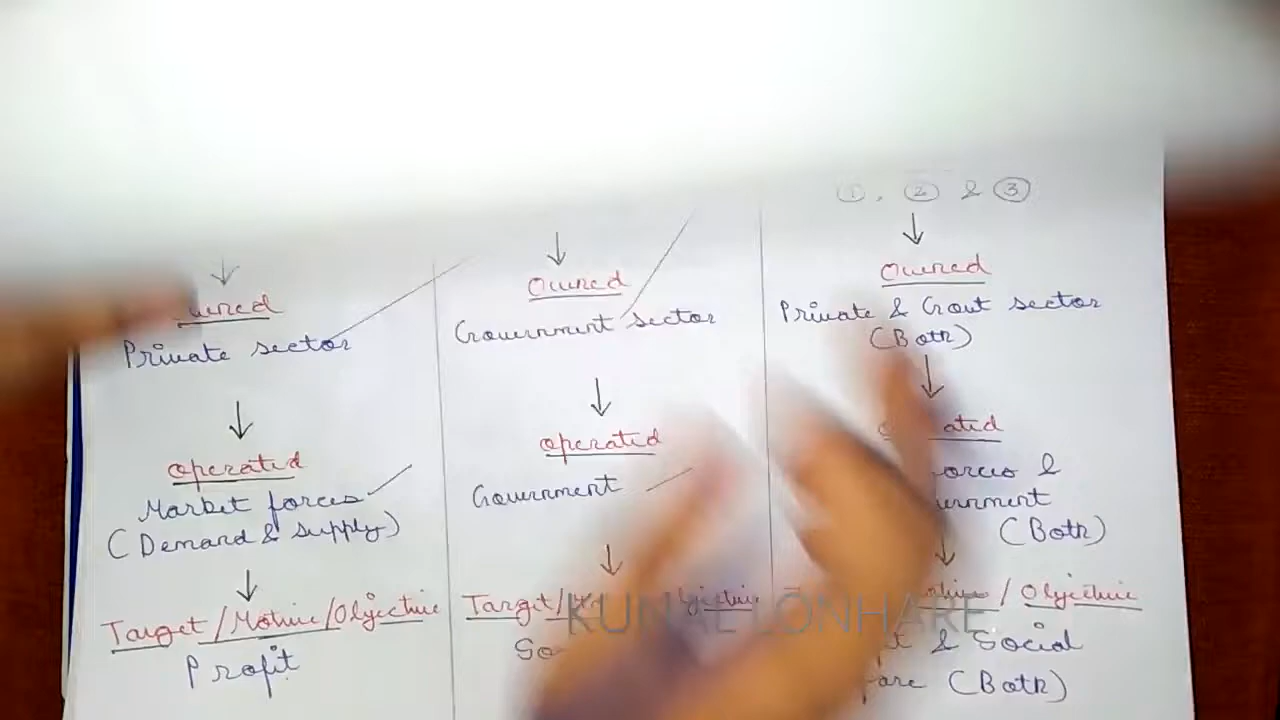 ① , ② & ③
Owned
Private sector
Operated
Market forces
(Demand & supply)
Target/Motive/Objective
Profit
Owned
Government sector
Operated
Government
Target/
Owned
Private & Govt sector
(Both)
&
(Both)
/ Objective
& Social
(Both)
KUNAL LONHARE